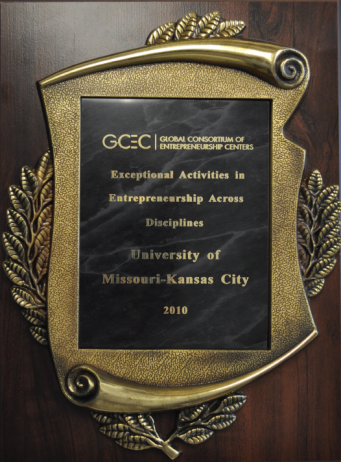 GCEC GLOBAL CONSORTIUM OF
ENTREPRENEURSHIP CENTERS
Exceptional Activities in
Entrepreneurship Across
Disciplines
University of
Missouri-Kansas City
2010